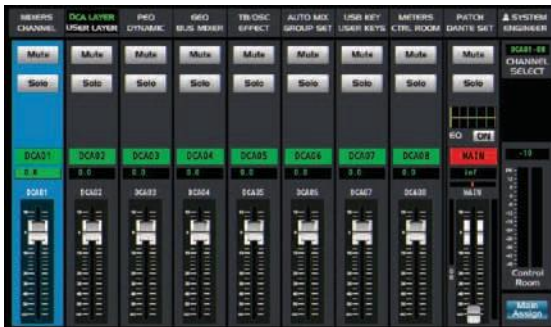 MIXERS DCA LAYER PEQ GEQ TB/OSC AUTO MIX USB KEY METERS PATCH SYSTEM
CHANNEL USER LAYER DYNAMIC BUS MIXER EFFECT GROUP SET USER KEYS CTRL ROOM DANTE SET ENGINEER
Mute Mute Mute Mute Mute Mute Mute Mute Mute
DCA01-08
CHANNEL
SELECT
Solo Solo Solo Solo Solo Solo Solo Solo Solo
EQ ON
DCA01 DCA02 DCA03 DCA04 DCA05 DCA06 DCA07 DCA08 MAIN -10
0.0 0.0 0.0 0.0 0.0 0.0 0.0 0.0 inf
DCA01 DCA02 DCA03 DCA04 DCA05 DCA06 DCA07 DCA08 MAIN
Control
Room
Main
Assign